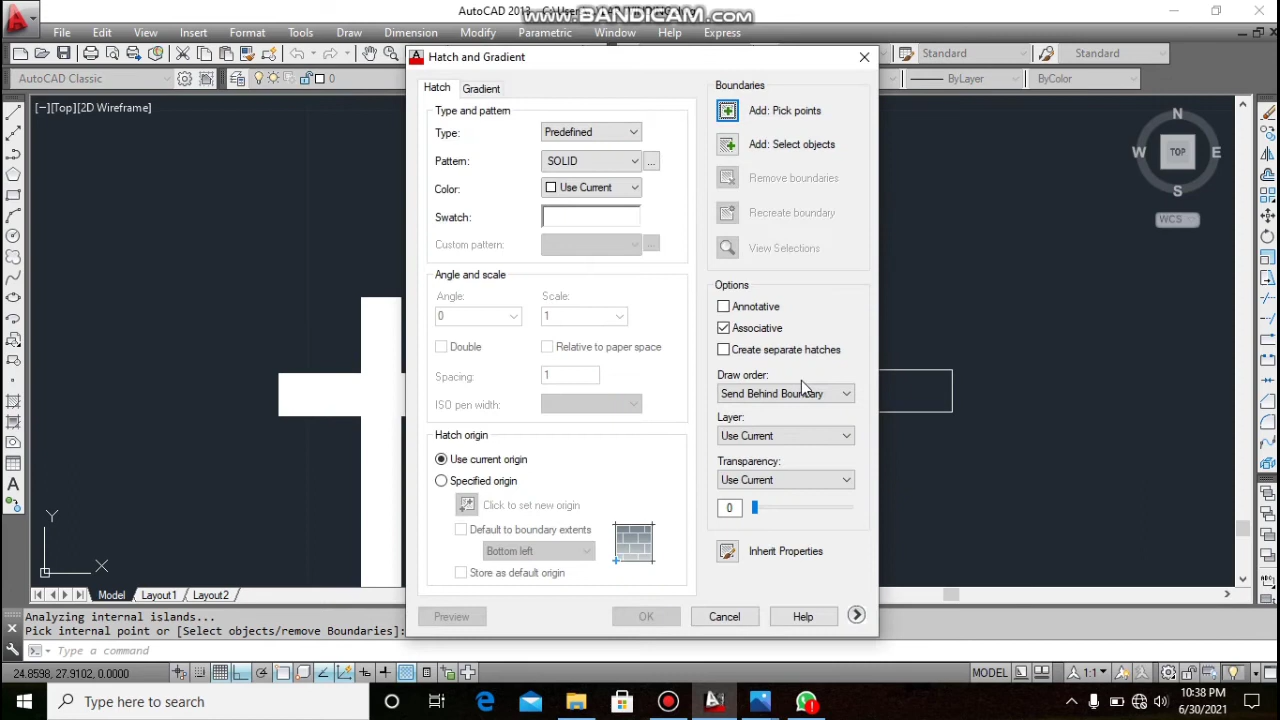 AutoCAD 2013
www.BANDICAM.com
File Edit View Insert Format Tools Draw Dimension Modify Parametric Window Help Express
Standard
Standard
AutoCAD Classic
0
ByLayer
ByColor
[−][Top][2D Wireframe]
Hatch and Gradient
Hatch
Gradient
Type and pattern
Type:
Predefined
Pattern:
SOLID
...
Color:
Use Current
Swatch:
Custom pattern:
...
Angle and scale
Angle:
Scale:
0
1
Double
Relative to paper space
Spacing:
1
ISO pen width:
Hatch origin
Use current origin
Specified origin
Click to set new origin
Default to boundary extents
Bottom left
Store as default origin
Boundaries
Add: Pick points
Add: Select objects
Remove boundaries
Recreate boundary
View Selections
Options
Annotative
Associative
Create separate hatches
Draw order:
Send Behind Boundary
Layer:
Use Current
Transparency:
Use Current
0
Inherit Properties
Preview
OK
Cancel
Help
N
W
TOP
E
S
WCS
Y
X
Model
Layout1
Layout2
Analyzing internal islands...
Pick internal point or [Select objects/remove Boundaries]:
Type a command
24.8598, 27.9102, 0.0000
MODEL
1:1
Type here to search
10:38 PM
6/30/2021